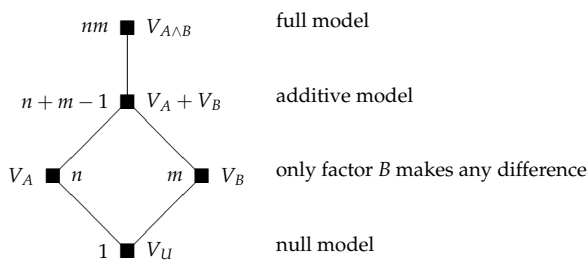 nm V_{A∧B} full model
n + m − 1 V_A + V_B additive model
V_A n m V_B only factor B makes any difference
1 V_U null model